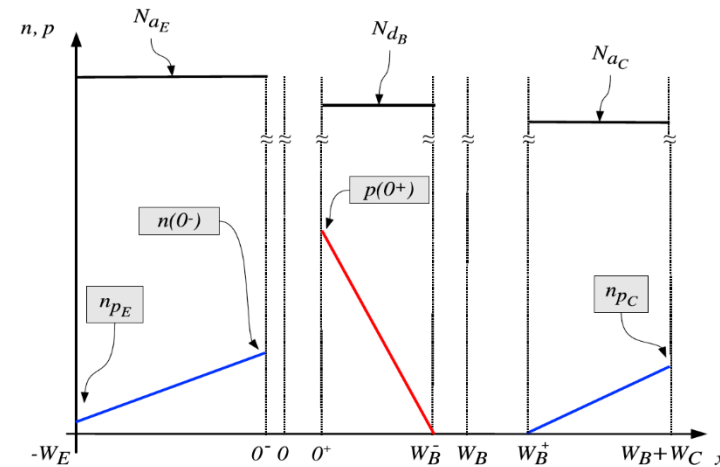 n, p
N_{a_E}
N_{d_B}
N_{a_C}
p(0+)
n(0-)
n_{p_E}
n_{p_C}
-W_E 0^- 0 0^+ W_B^- W_B W_B^+ W_B+W_C x